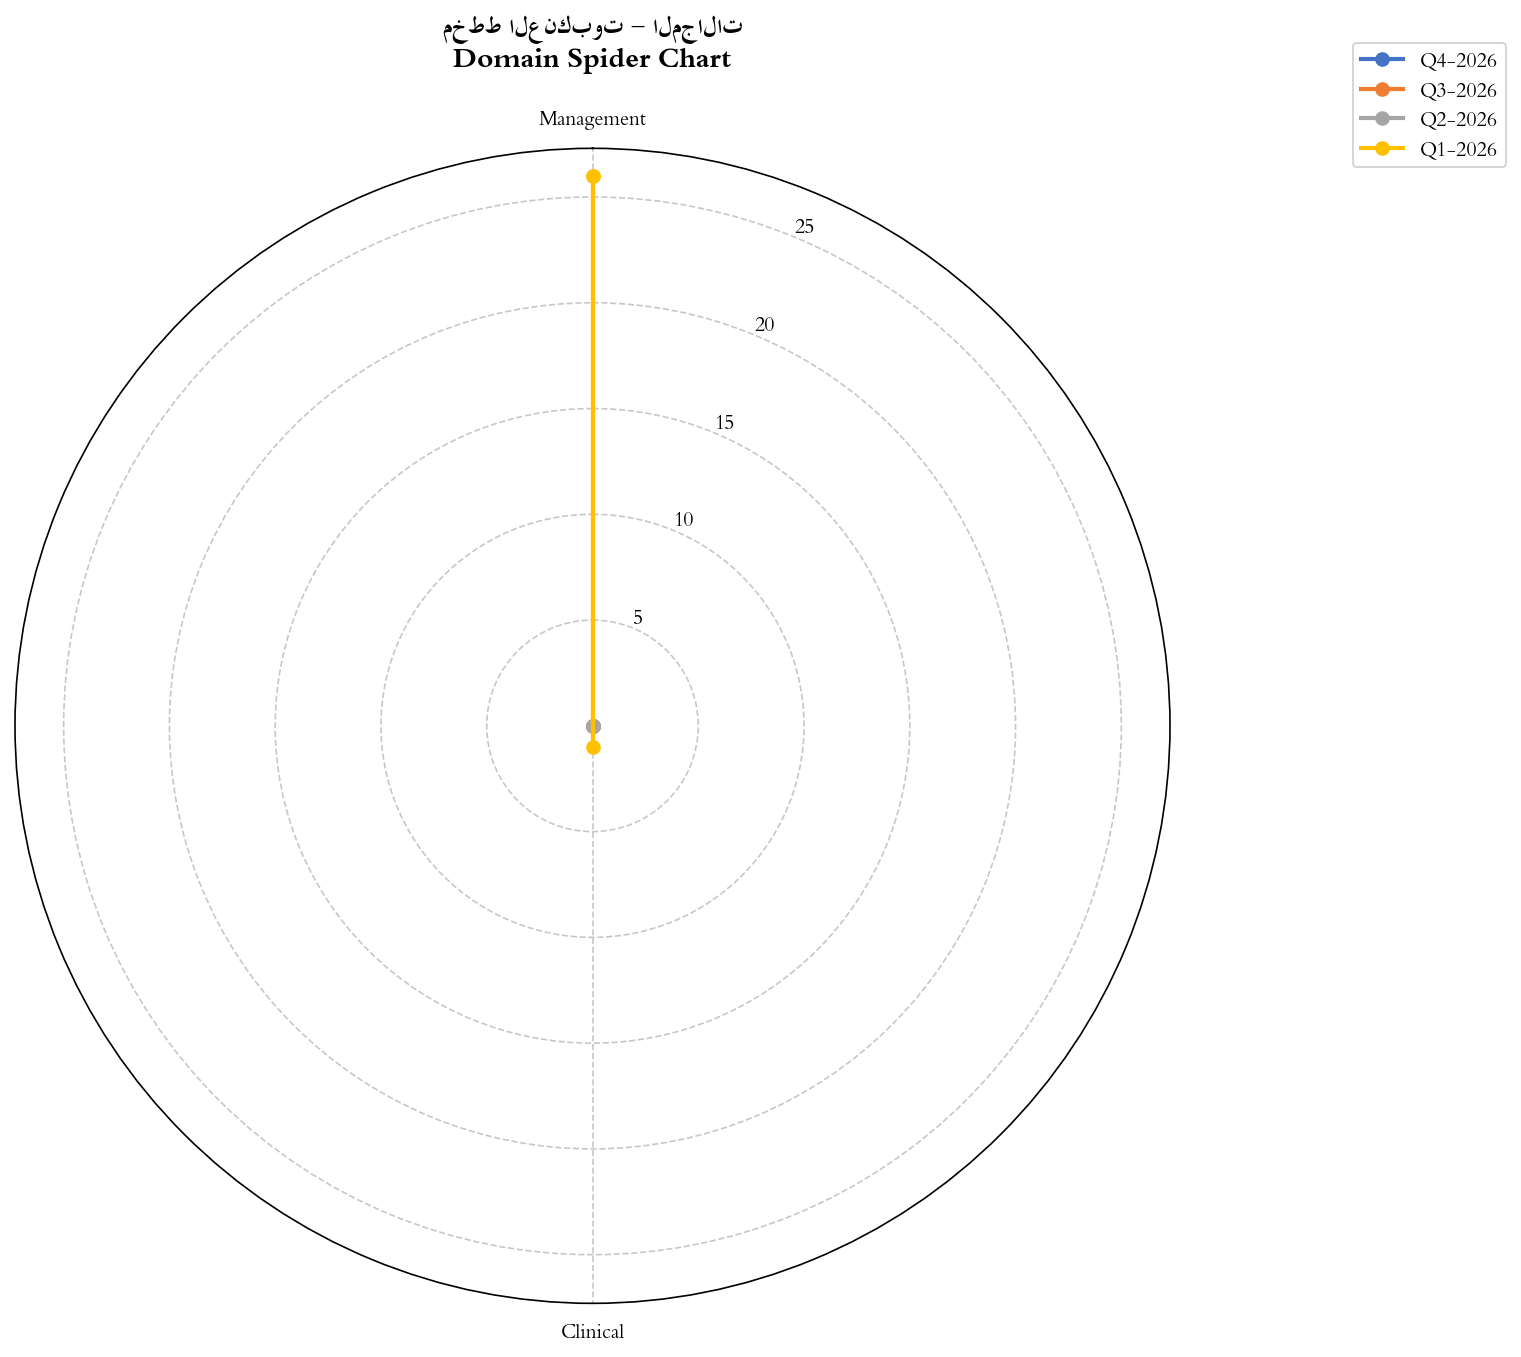 مخطط العنكبوت – المجالات
Domain Spider Chart
Management
Q4-2026
Q3-2026
Q2-2026
Q1-2026
25
20
15
10
5
Clinical